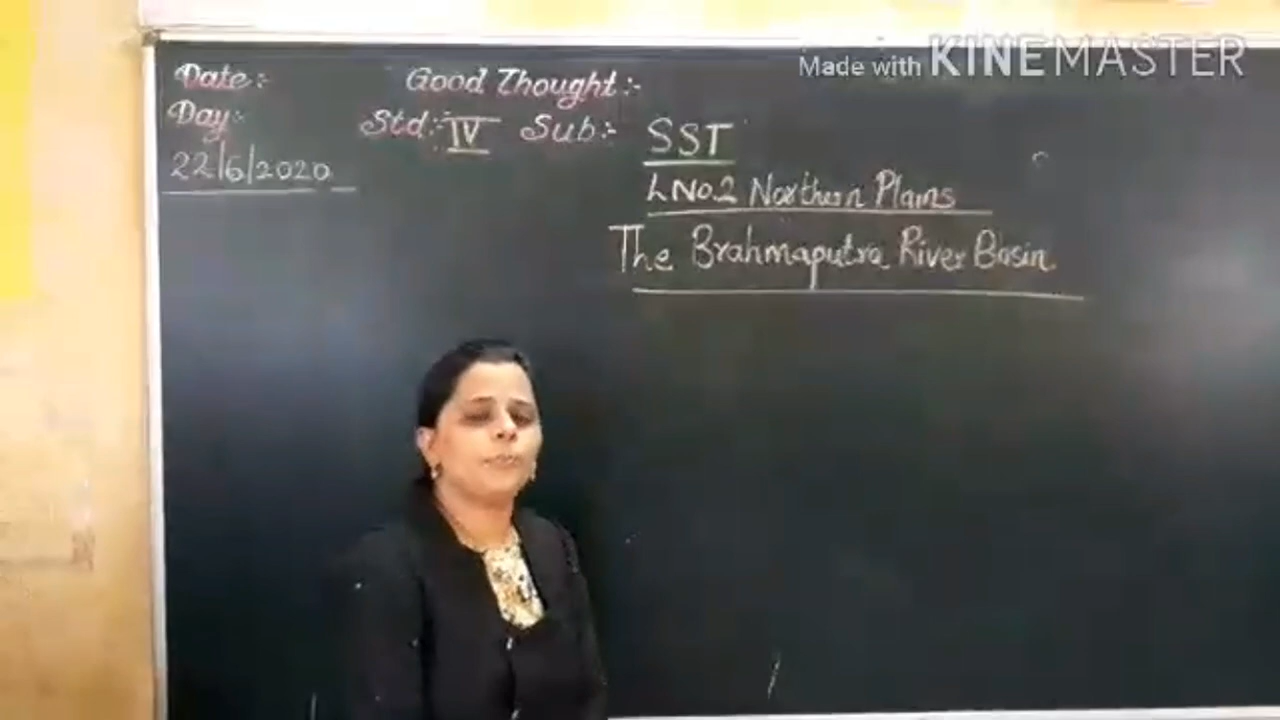 Made with KINEMASTER
Date:-
Good Thought:-
Day:-
Std:- IV Sub:- SST
22/6/2020
L No.2 Northern Plains
The Brahmaputra River Basin